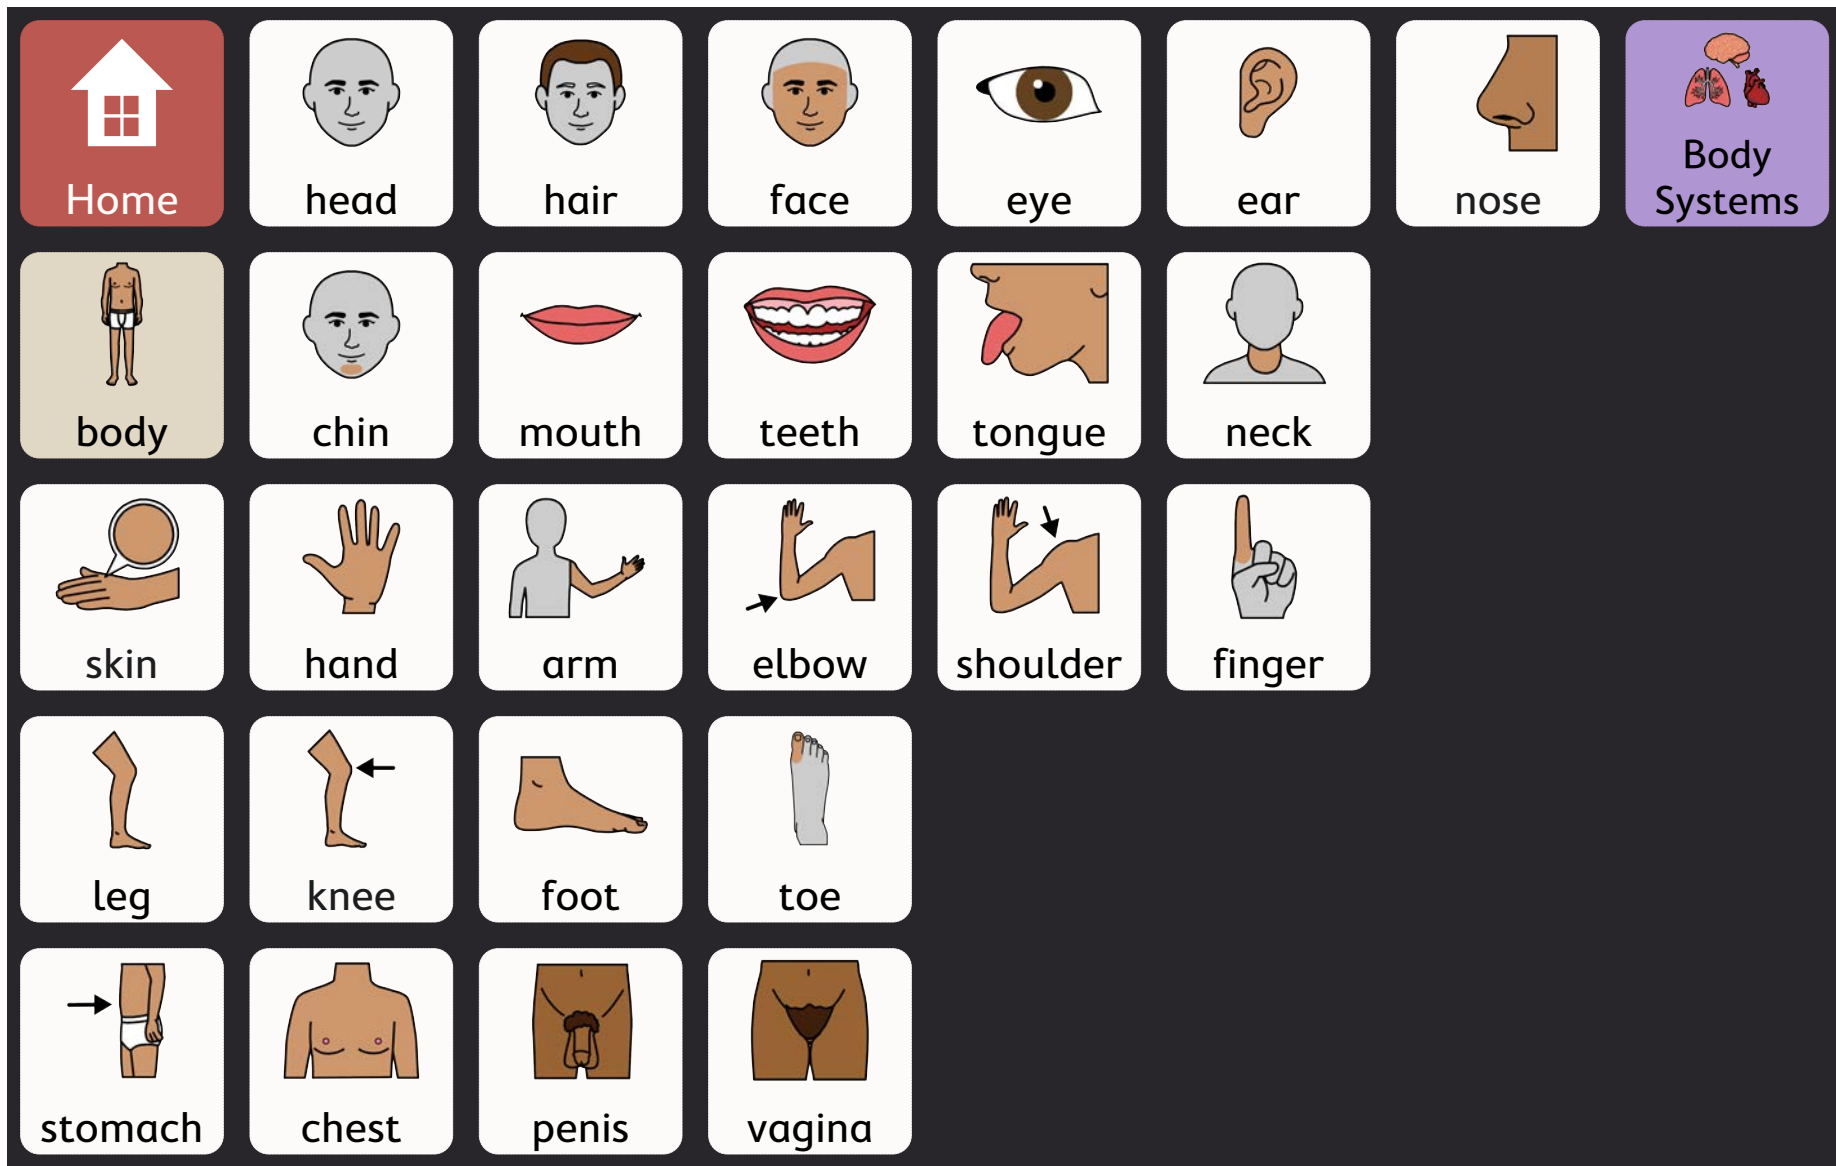 Home
head
hair
face
eye
ear
nose
Body
Systems
body
chin
mouth
teeth
tongue
neck
skin
hand
arm
elbow
shoulder
finger
leg
knee
foot
toe
stomach
chest
penis
vagina